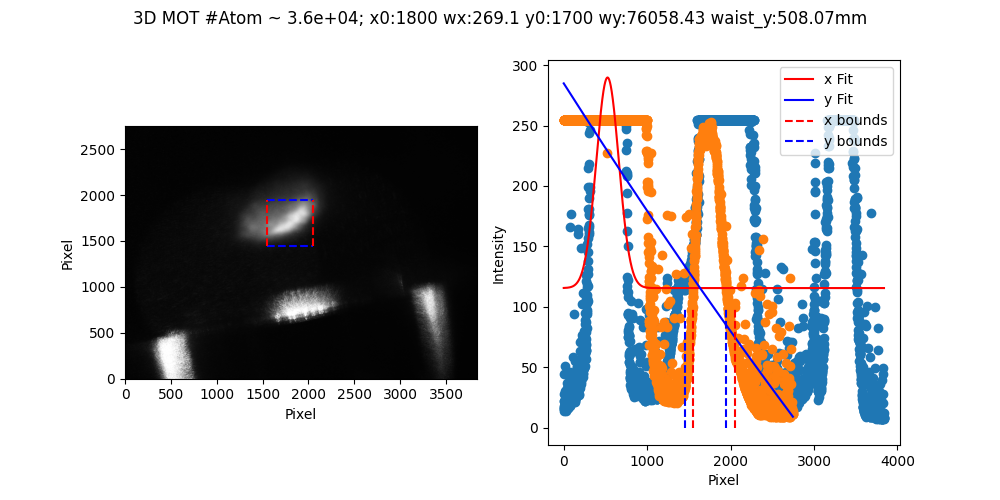 3D MOT #Atom ~ 3.6e+04; x0:1800 wx:269.1 y0:1700 wy:76058.43 waist_y:508.07mm
2500
2000
1500
1000
500
0
Pixel
0 500 1000 1500 2000 2500 3000 3500
Pixel
300
250
200
150
100
50
0
Intensity
0 1000 2000 3000 4000
Pixel
x Fit
y Fit
x bounds
y bounds